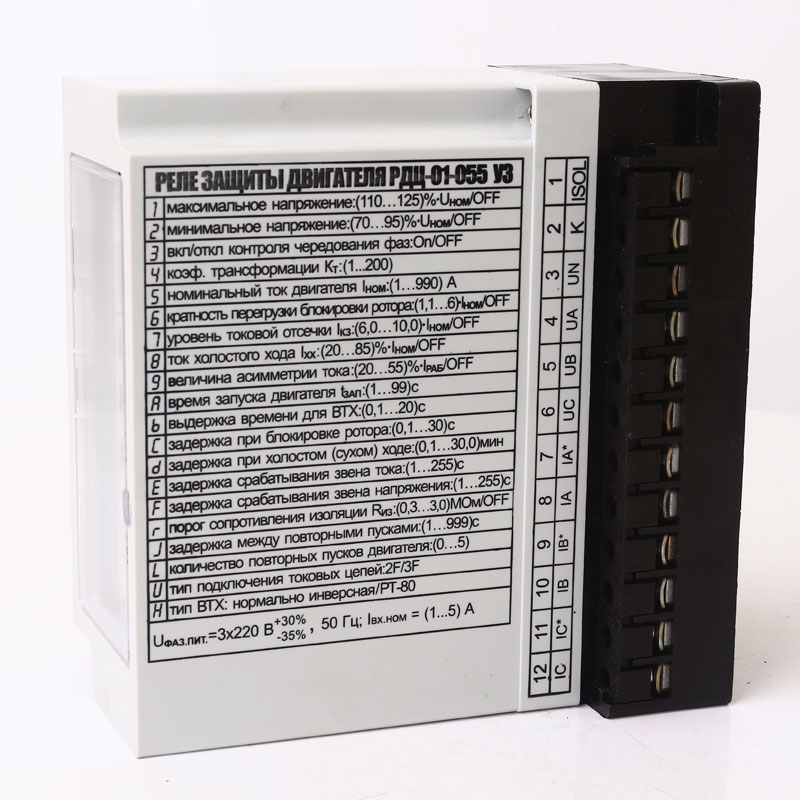 РЕЛЕ ЗАЩИТЫ ДВИГАТЕЛЯ РДЦ-01-055 У3
1 максимальное напряжение:(110...125)%·Uном/OFF
2 минимальное напряжение:(70...95)%·Uном/OFF
3 вкл/откл контроля чередования фаз:On/OFF
4 коэф. трансформации Kт:(1...200)
5 номинальный ток двигателя Iном:(1...990) А
6 кратность перегрузки блокировки ротора:(1,1...6)·Iном/OFF
7 уровень токовой отсечки Iкз:(6,0...10,0)·Iном/OFF
8 ток холостого хода Iхх:(20...85)%·Iном/OFF
9 величина асимметрии тока:(20...55)%·Iраб/OFF
A время запуска двигателя tзап:(1...99)с
b выдержка времени для ВТХ:(0,1...20)с
C задержка при блокировке ротора:(0,1...30)с
d задержка при холостом (сухом) ходе:(0,1...30,0)мин
E задержка срабатывания звена тока:(1...255)с
F задержка срабатывания звена напряжения:(1...255)с
r порог сопротивления изоляции Rиз:(0,3...3,0)МОм/OFF
J задержка между повторными пусками:(1...999)с
L количество повторных пусков двигателя:(0...5)
U тип подключения токовых цепей:2F/3F
H тип ВТХ: нормально инверсная/РТ-80
Uфаз.пит.=3x220 В +30% -35% , 50 Гц; Iвх.ном = (1...5) А
1 ISOL
2 K
3 UN
4 UA
5 UB
6 UC
7 IA*
8 IA
9 IB*
10 IB
11 IC*
12 IC